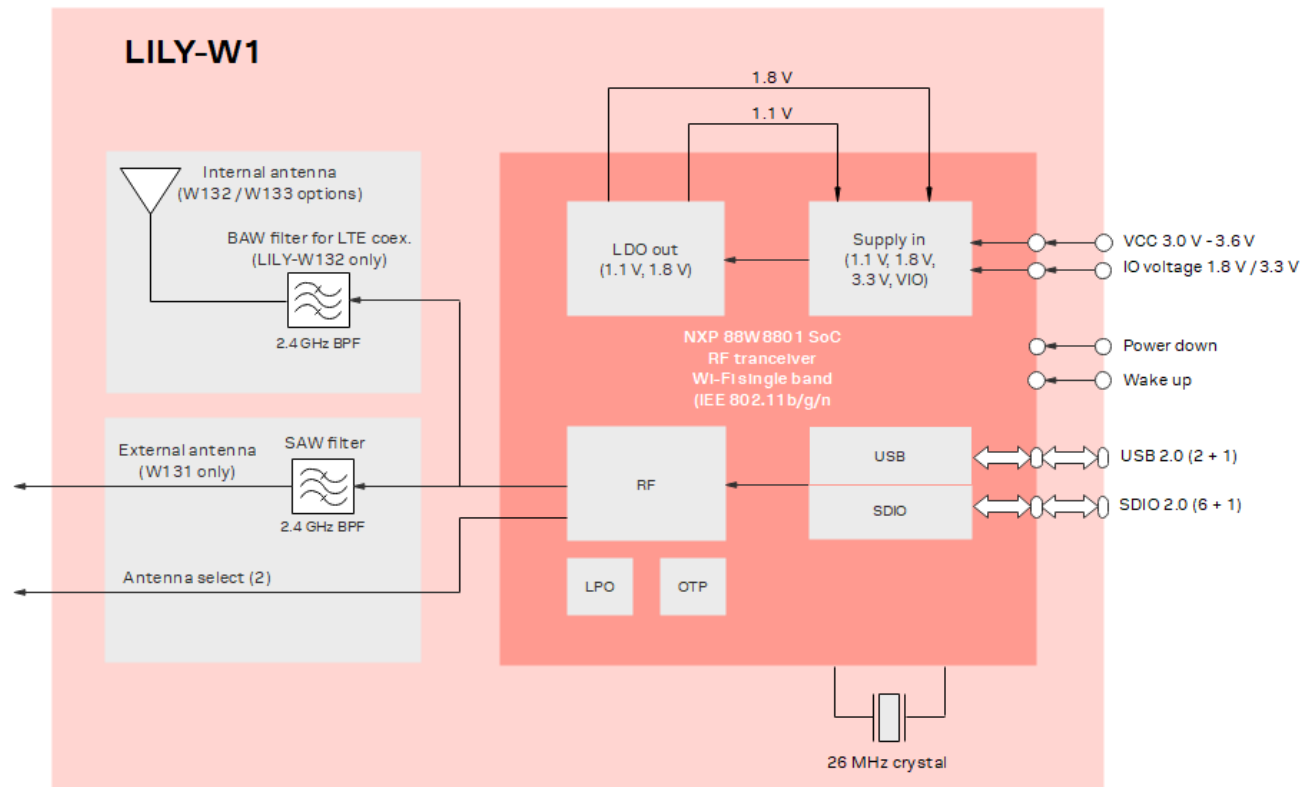 LILY-W1
1.8 V
1.1 V
Internal antenna
(W132 / W133 options)
BAW filter for LTE coex.
(LILY-W132 only)
2.4 GHz BPF
LDO out
(1.1 V, 1.8 V)
Supply in
(1.1 V, 1.8 V,
3.3 V, VIO)
VCC 3.0 V - 3.6 V
IO voltage 1.8 V / 3.3 V
NXP 88W8801 SoC
RF tranceiver
Wi-Fi single band
(IEE 802.11b/g/n
Power down
Wake up
External antenna
(W131 only)
SAW filter
2.4 GHz BPF
RF
USB
SDIO
USB 2.0 (2 + 1)
SDIO 2.0 (6 + 1)
Antenna select (2)
LPO
OTP
26 MHz crystal